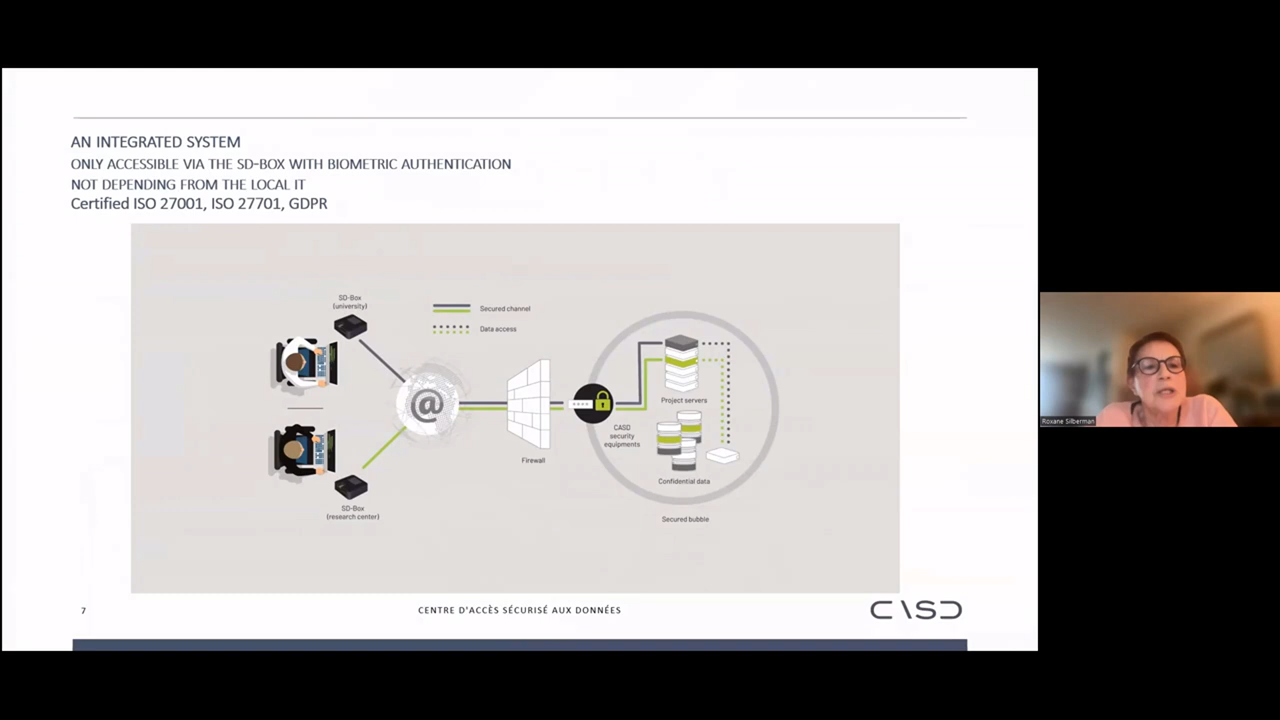 AN INTEGRATED SYSTEM
ONLY ACCESSIBLE VIA THE SD-BOX WITH BIOMETRIC AUTHENTICATION
NOT DEPENDING FROM THE LOCAL IT
Certified ISO 27001, ISO 27701, GDPR
SD-Box
(university)
Secured channel
Data access
@
Project servers
CASD
security
equipments
Firewall
Confidential data
SD-Box
(research center)
Secured bubble
Roxane Silberman
7
CENTRE D'ACCÈS SÉCURISÉ AUX DONNÉES
CASD